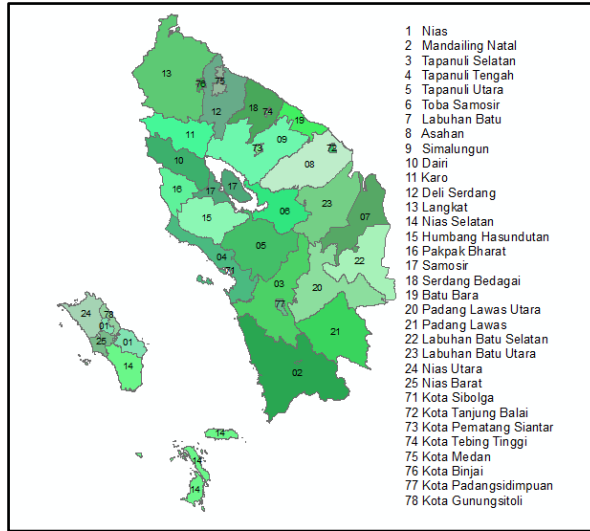 1 Nias
2 Mandailing Natal
3 Tapanuli Selatan
4 Tapanuli Tengah
5 Tapanuli Utara
6 Toba Samosir
7 Labuhan Batu
8 Asahan
9 Simalungun
10 Dairi
11 Karo
12 Deli Serdang
13 Langkat
14 Nias Selatan
15 Humbang Hasundutan
16 Pakpak Bharat
17 Samosir
18 Serdang Bedagai
19 Batu Bara
20 Padang Lawas Utara
21 Padang Lawas
22 Labuhan Batu Selatan
23 Labuhan Batu Utara
24 Nias Utara
25 Nias Barat
71 Kota Sibolga
72 Kota Tanjung Balai
73 Kota Pematang Siantar
74 Kota Tebing Tinggi
75 Kota Medan
76 Kota Binjai
77 Kota Padangsidimpuan
78 Kota Gunungsitoli
13
76
75
12
18
74
19
11
73
09
72
08
10
17
17
16
23
15
06
07
05
04
71
22
03
20
77
21
02
24
78
01
25
01
14
14
14
14